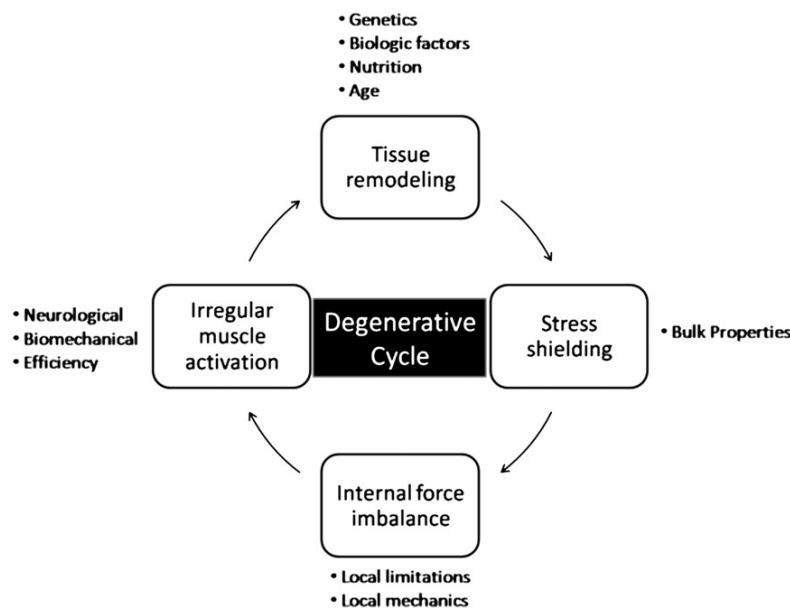 • Genetics
• Biologic factors
• Nutrition
• Age
Tissue
remodeling
• Neurological
• Biomechanical
• Efficiency
Irregular
muscle
activation
Degenerative
Cycle
Stress
shielding
• Bulk Properties
Internal force
imbalance
• Local limitations
• Local mechanics